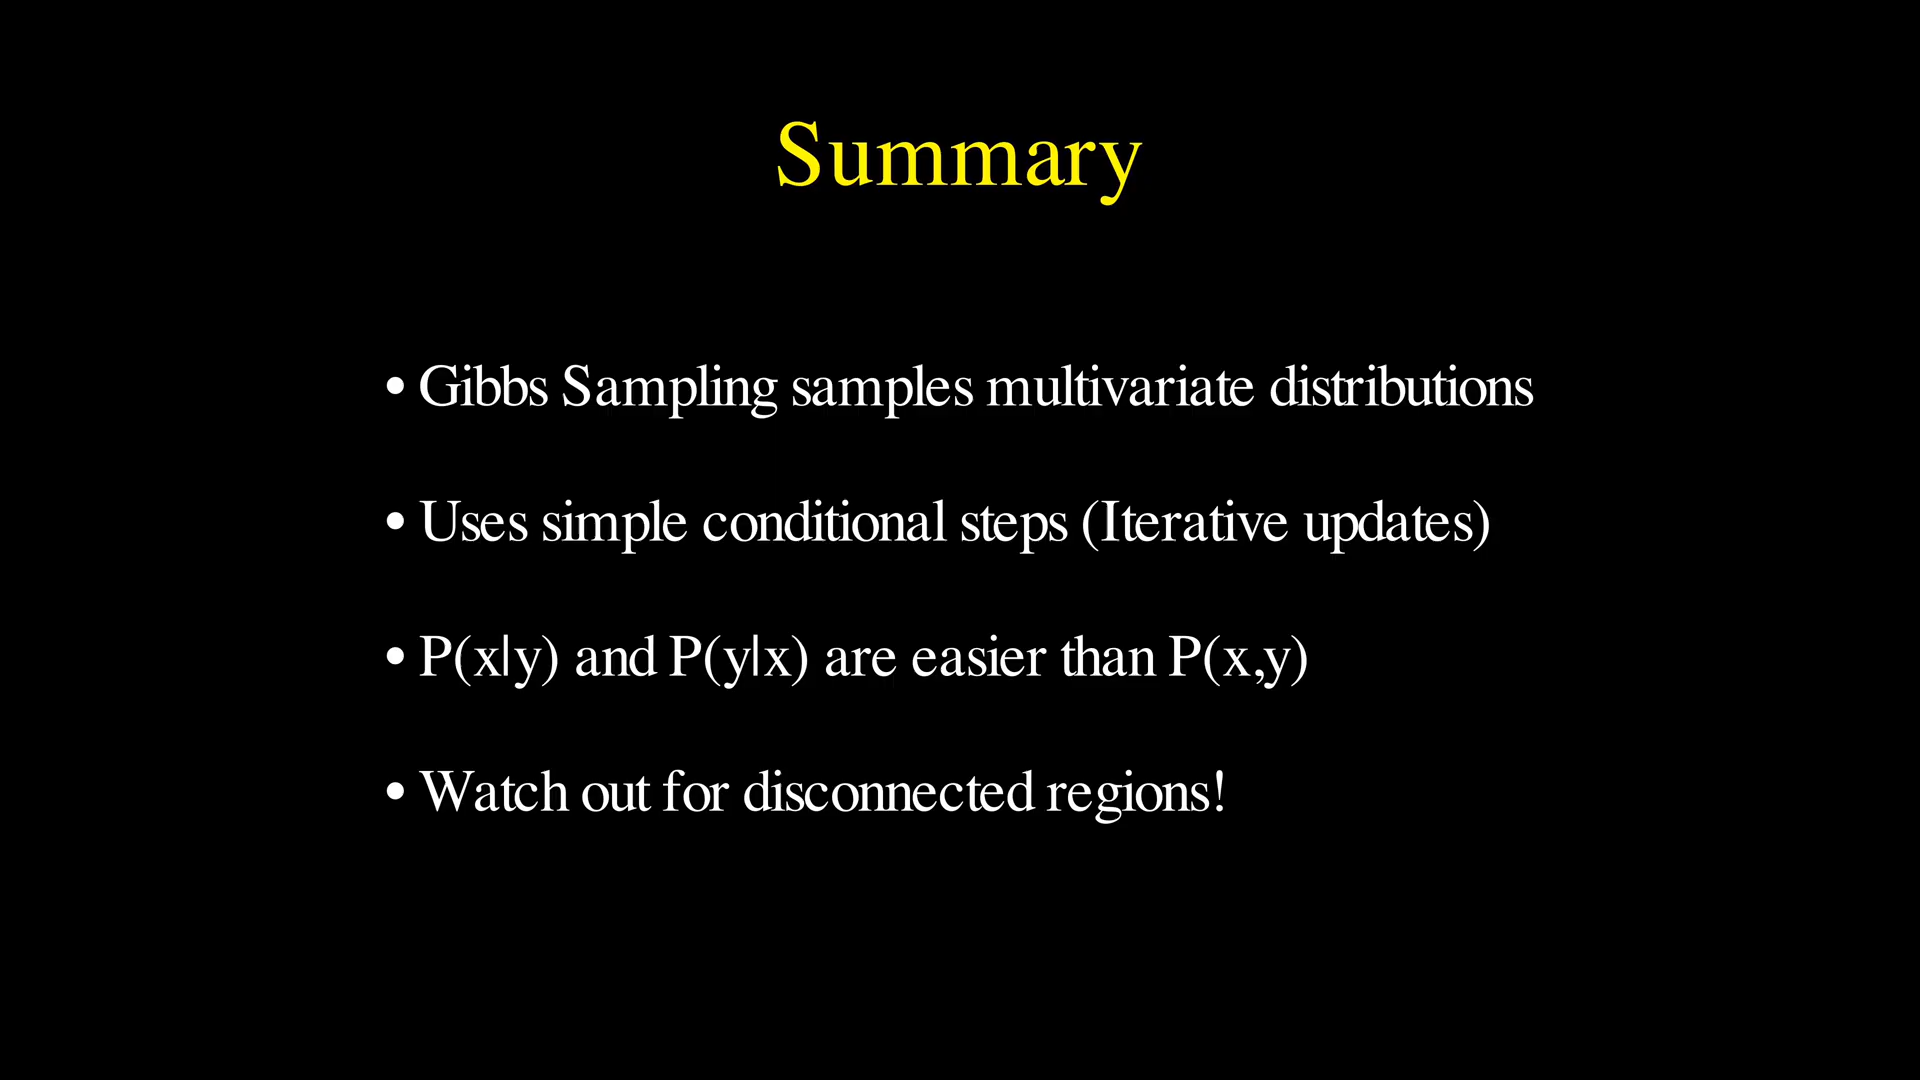 Summary
• Gibbs Sampling samples multivariate distributions
• Uses simple conditional steps (Iterative updates)
• P(x|y) and P(y|x) are easier than P(x,y)
• Watch out for disconnected regions!